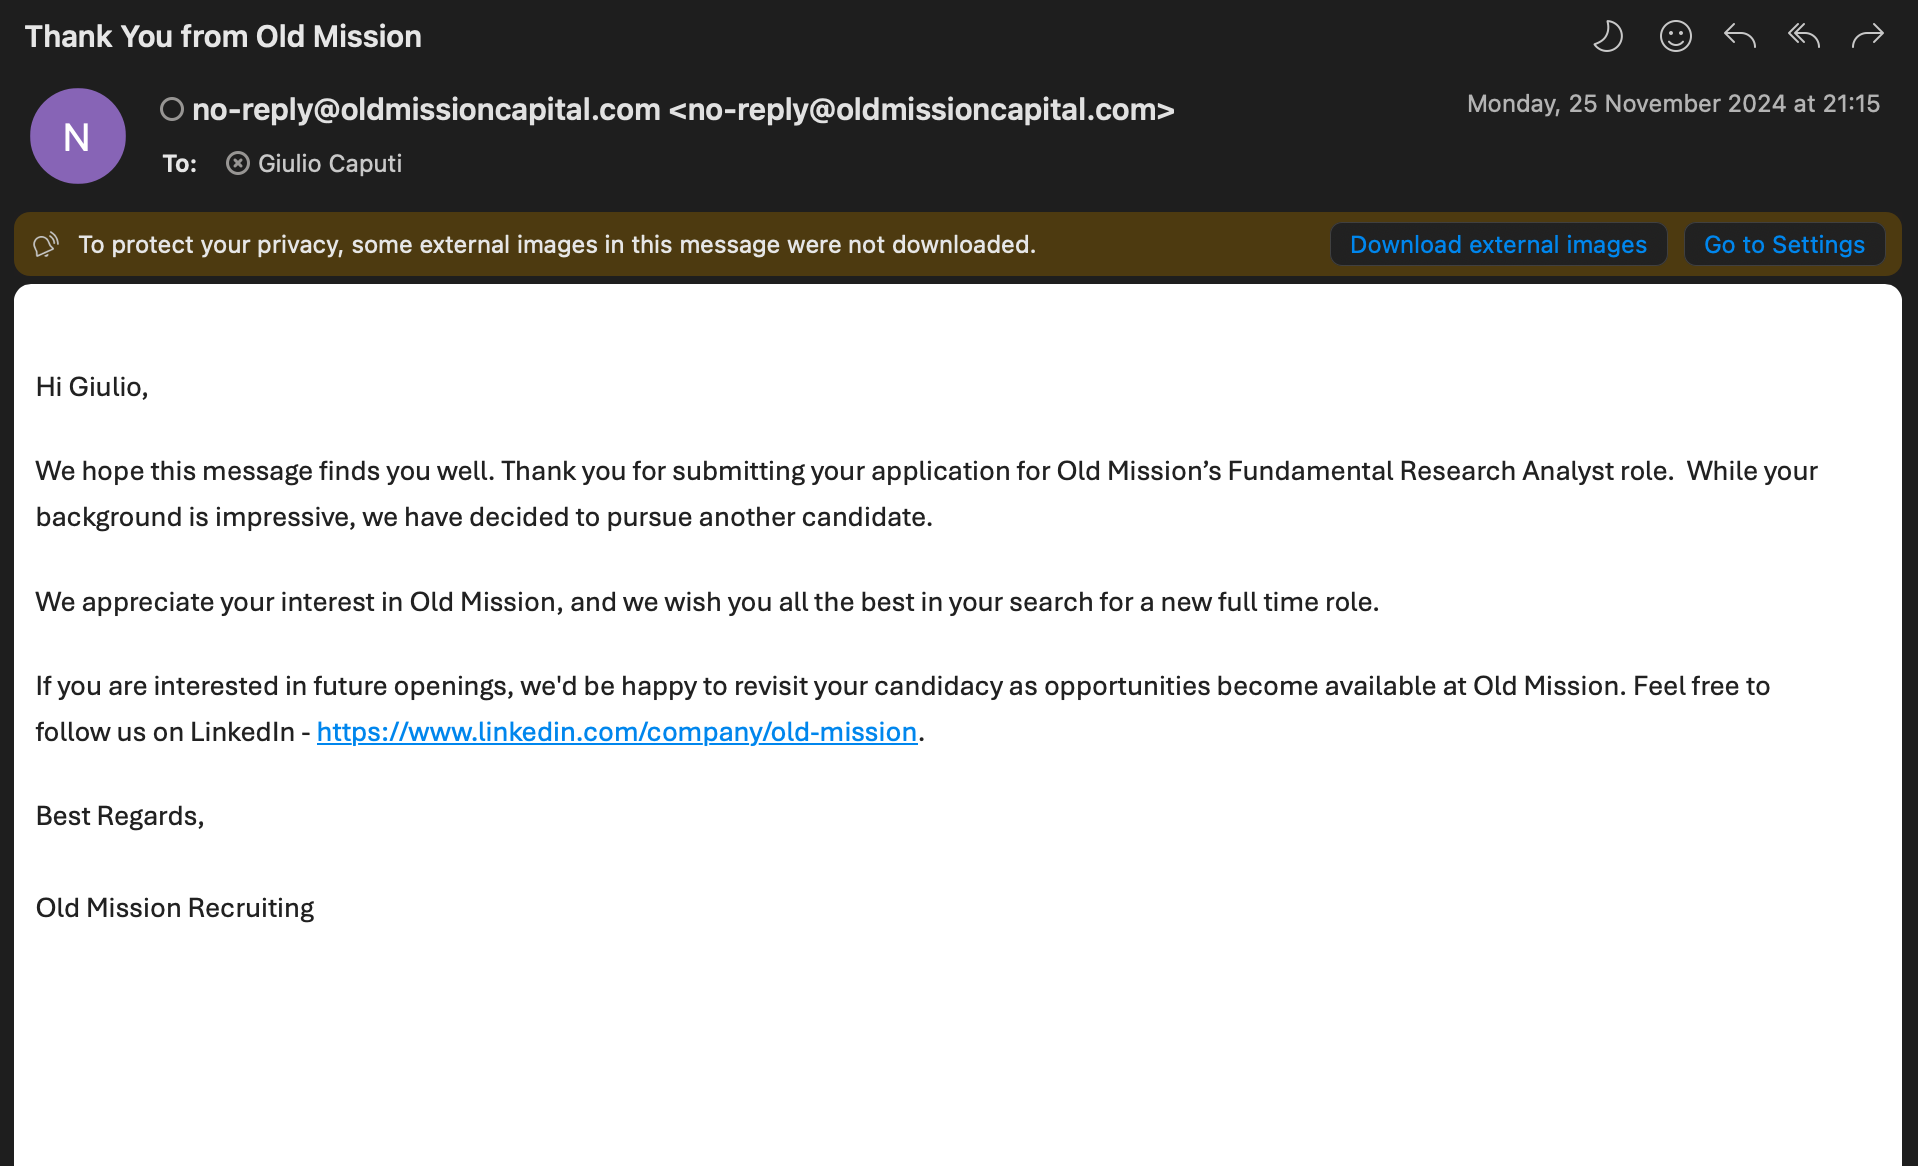 Thank You from Old Mission
N
no-reply@oldmissioncapital.com <no-reply@oldmissioncapital.com>
Monday, 25 November 2024 at 21:15
To: Giulio Caputi
To protect your privacy, some external images in this message were not downloaded.
Download external images
Go to Settings
Hi Giulio,
We hope this message finds you well. Thank you for submitting your application for Old Mission’s Fundamental Research Analyst role.  While your
background is impressive, we have decided to pursue another candidate.
We appreciate your interest in Old Mission, and we wish you all the best in your search for a new full time role.
If you are interested in future openings, we'd be happy to revisit your candidacy as opportunities become available at Old Mission. Feel free to
follow us on LinkedIn - https://www.linkedin.com/company/old-mission.
Best Regards,
Old Mission Recruiting